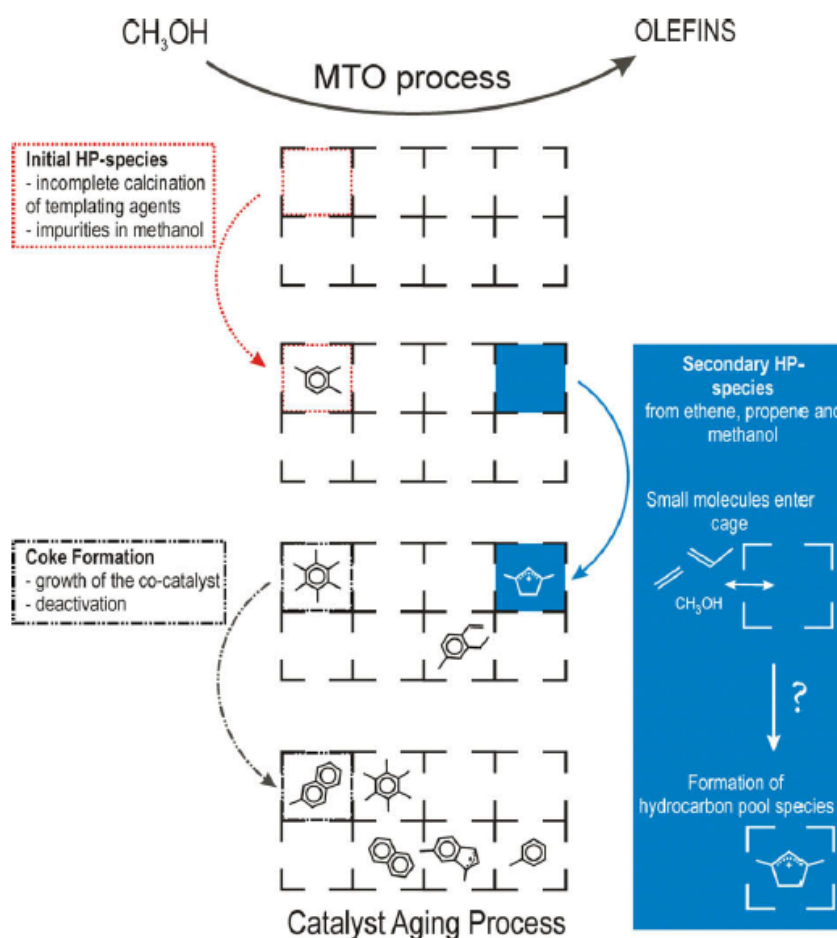 CH₃OH
OLEFINS
MTO process
Initial HP-species
- incomplete calcination
of templating agents
- impurities in methanol
Secondary HP-
species
from ethene, propene and
methanol
Small molecules enter
cage
CH₃OH
Coke Formation
- growth of the co-catalyst
- deactivation
?
Formation of
hydrocarbon pool species
+
+
+
Catalyst Aging Process